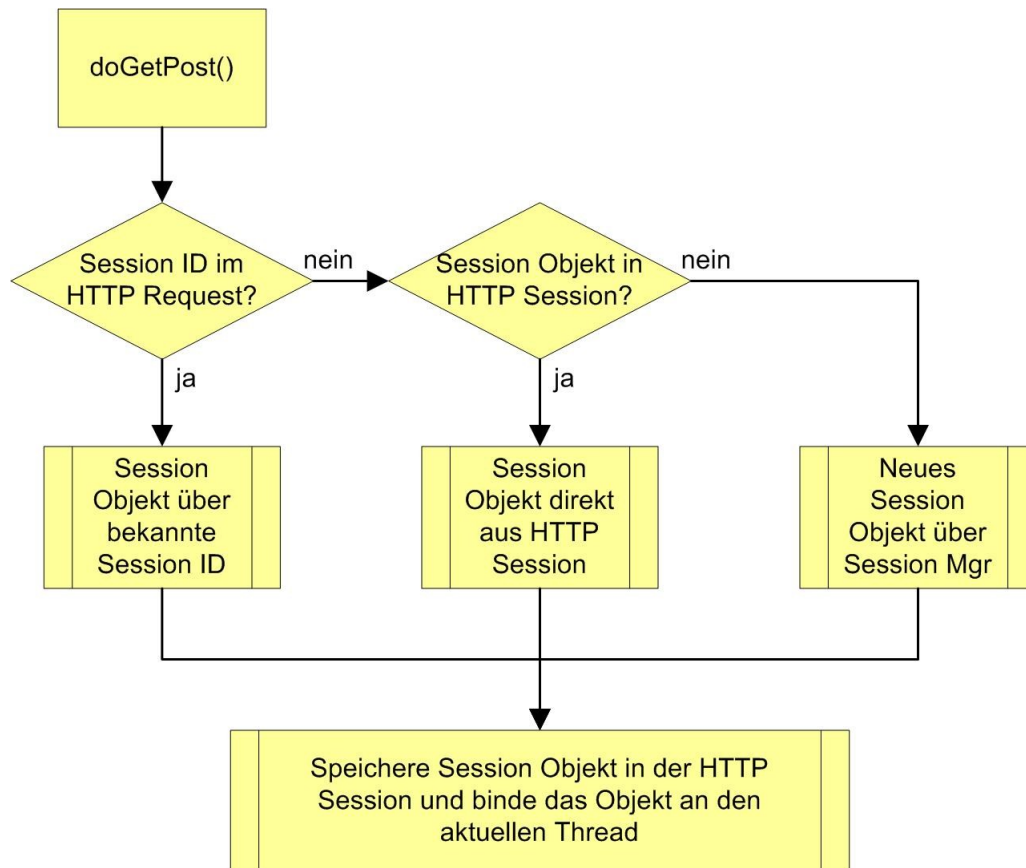 doGetPost()
Session ID im
HTTP Request?
nein
Session Objekt in
HTTP Session?
nein
ja
ja
Session
Objekt über
bekannte
Session ID
Session
Objekt direkt
aus HTTP
Session
Neues
Session
Objekt über
Session Mgr
Speichere Session Objekt in der HTTP
Session und binde das Objekt an den
aktuellen Thread